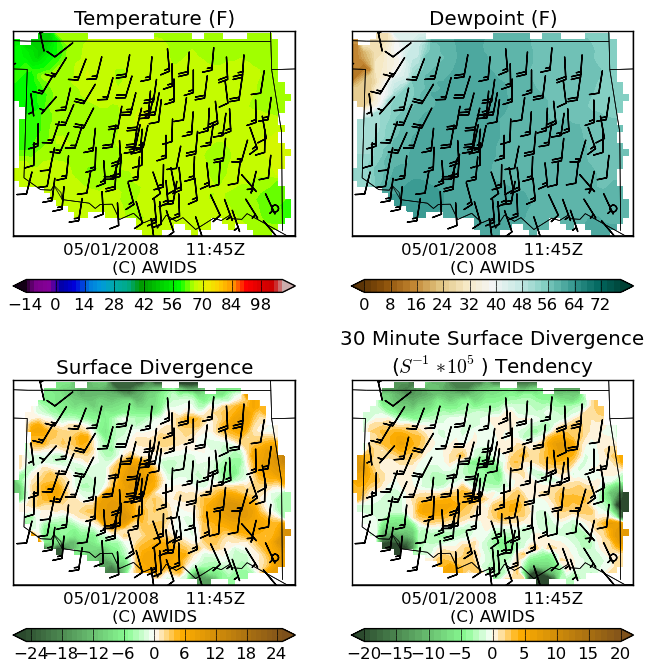 Temperature (F)
Dewpoint (F)
05/01/2008 11:45Z
(C) AWIDS
05/01/2008 11:45Z
(C) AWIDS
−14 0 14 28 42 56 70 84 98
0 8 16 24 32 40 48 56 64 72
Surface Divergence
30 Minute Surface Divergence
(S⁻¹ *10⁵ ) Tendency
05/01/2008 11:45Z
(C) AWIDS
05/01/2008 11:45Z
(C) AWIDS
−24 −18 −12 −6 0 6 12 18 24
−20 −15 −10 −5 0 5 10 15 20